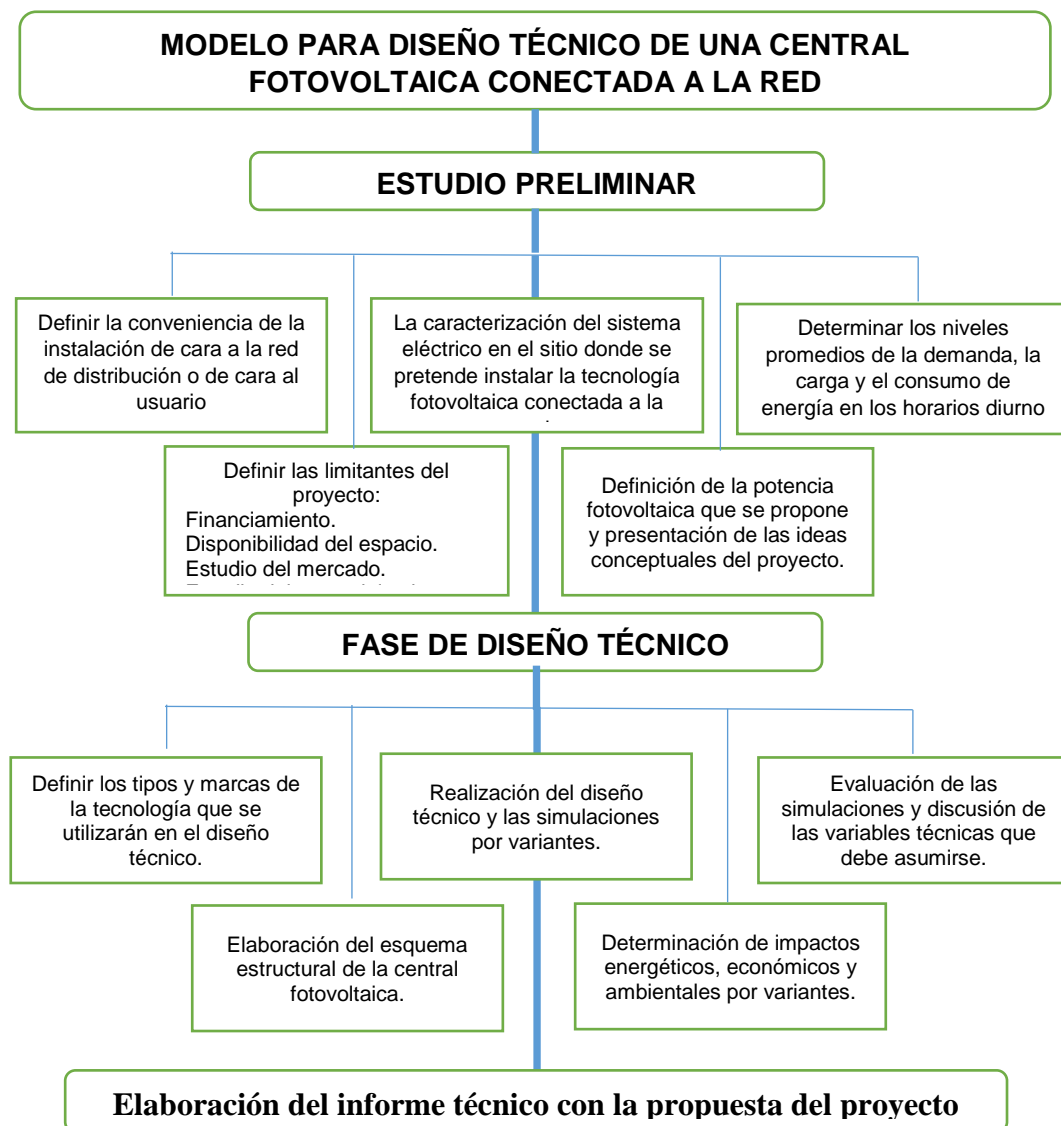 MODELO PARA DISEÑO TÉCNICO DE UNA CENTRAL
FOTOVOLTAICA CONECTADA A LA RED
ESTUDIO PRELIMINAR
Definir la conveniencia de la
instalación de cara a la red
de distribución o de cara al
usuario
La caracterización del sistema
eléctrico en el sitio donde se
pretende instalar la tecnología
fotovoltaica conectada a la
Determinar los niveles
promedios de la demanda, la
carga y el consumo de
energía en los horarios diurno
Definir las limitantes del
proyecto:
Financiamiento.
Disponibilidad del espacio.
Estudio del mercado.
Definición de la potencia
fotovoltaica que se propone
y presentación de las ideas
conceptuales del proyecto.
FASE DE DISEÑO TÉCNICO
Definir los tipos y marcas de
la tecnología que se
utilizarán en el diseño
técnico.
Realización del diseño
técnico y las simulaciones
por variantes.
Evaluación de las
simulaciones y discusión de
las variables técnicas que
debe asumirse.
Elaboración del esquema
estructural de la central
fotovoltaica.
Determinación de impactos
energéticos, económicos y
ambientales por variantes.
Elaboración del informe técnico con la propuesta del proyecto